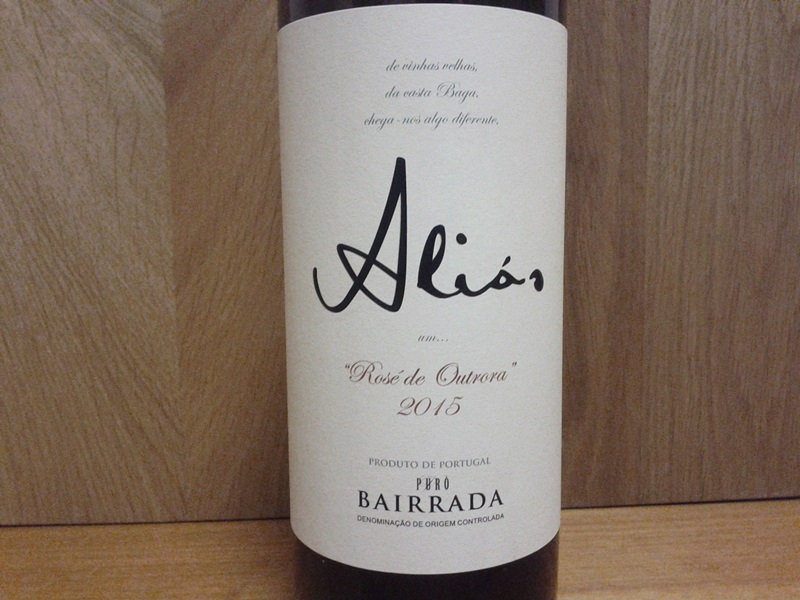 de vinhas velhas,
da casta Baga,
chega-nos algo diferente,
Aliás
um...
"Rosé de Outrora"
2015
PRODUTO DE PORTUGAL
PURO
BAIRRADA
DENOMINAÇÃO DE ORIGEM CONTROLADA